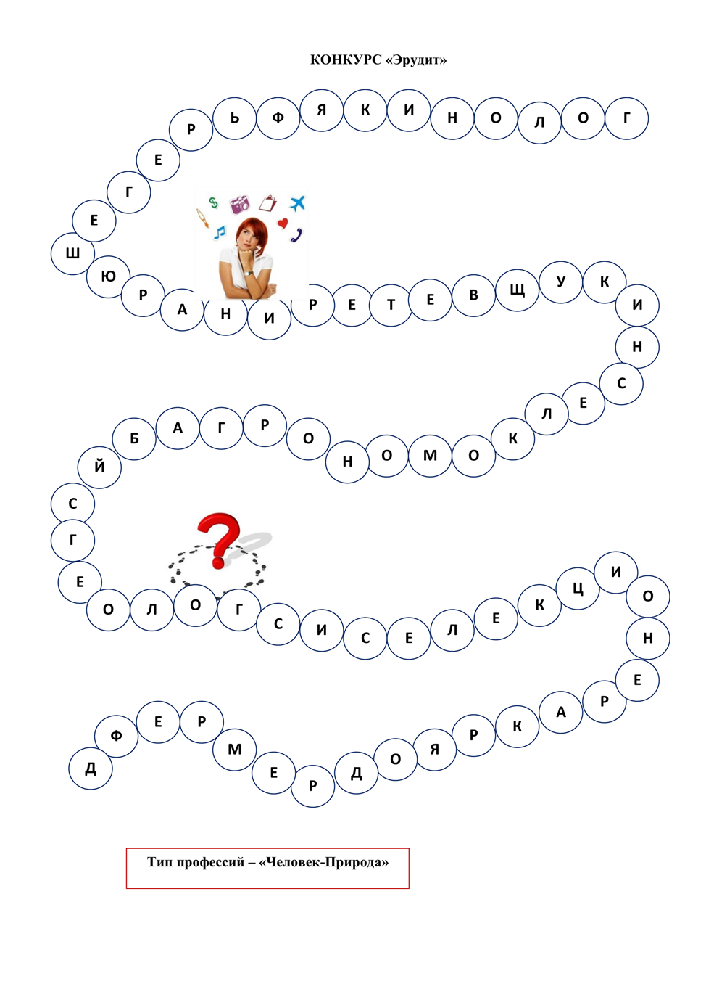 КОНКУРС «Эрудит»
Р Ь Ф Я К И Н О Л О Г
Е
Г
Е
Ш
Ю Р А Н И Р Е Т Е В Щ У К И
Н
С
Б А Г Р О Н О М О К Л Е
Й
С
Г
Е
О Л О Г С И С Е Л Е К Ц И О
Н
Е
Д Ф Е Р М Е Р Д О Я Р К А Р
Тип профессий – «Человек-Природа»